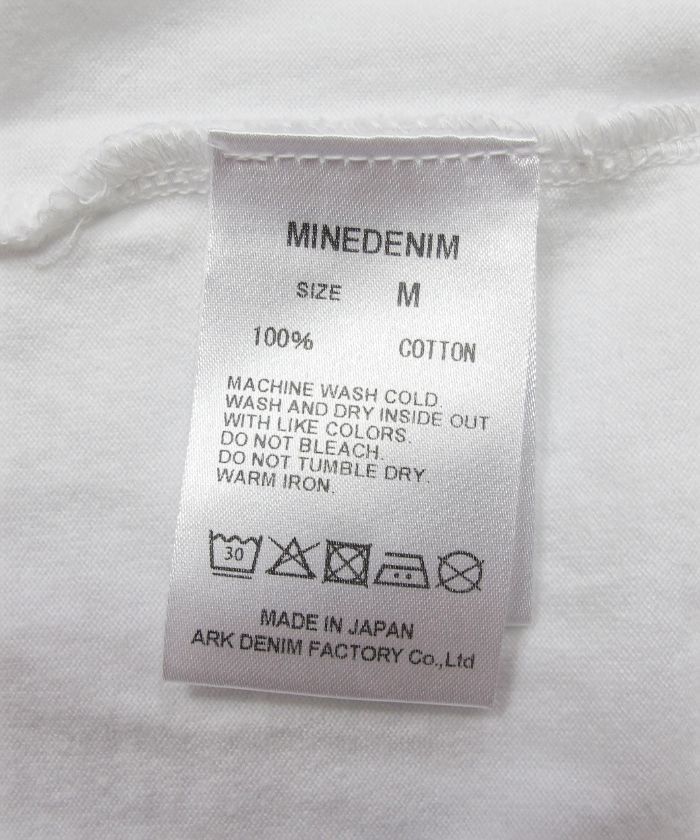 MINEDENIM
SIZE M
100% COTTON
MACHINE WASH COLD.
WASH AND DRY INSIDE OUT
WITH LIKE COLORS.
DO NOT BLEACH.
DO NOT TUMBLE DRY.
WARM IRON.
30
MADE IN JAPAN
ARK DENIM FACTORY Co.,Ltd